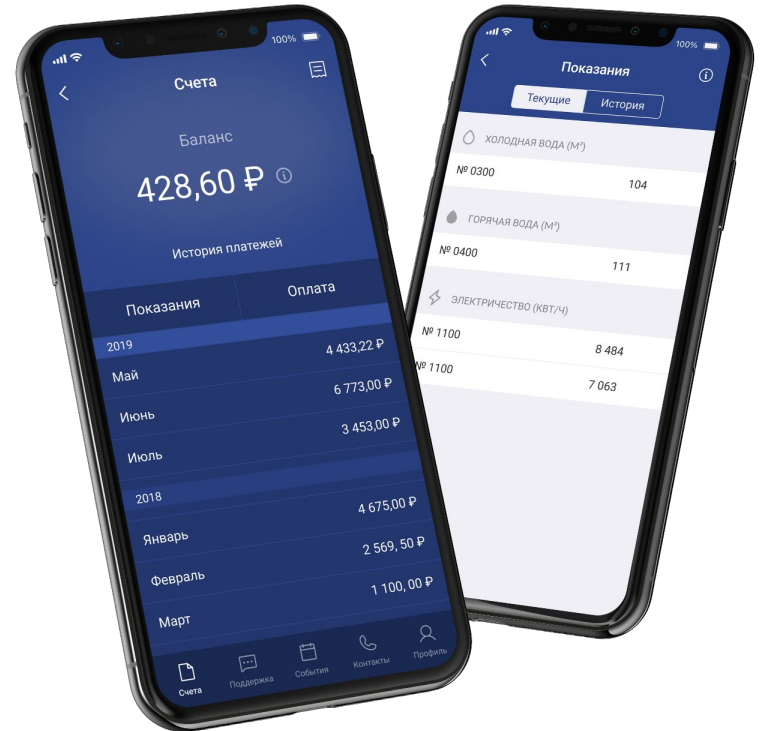 100%
Счета
Баланс
428,60 ₽
История платежей
Показания Оплата
2019
Май 4 433,22 ₽
Июнь 6 773,00 ₽
Июль 3 453,00 ₽
2018
Январь 4 675,00 ₽
Февраль 2 569, 50 ₽
Март 1 100, 00 ₽
Счета Поддержка События Контакты Профиль
100%
Показания
Текущие История
ХОЛОДНАЯ ВОДА (М³)
№ 0300 104
ГОРЯЧАЯ ВОДА (М³)
№ 0400 111
ЭЛЕКТРИЧЕСТВО (КВТ/Ч)
№ 1100 8 484
№ 1100 7 063